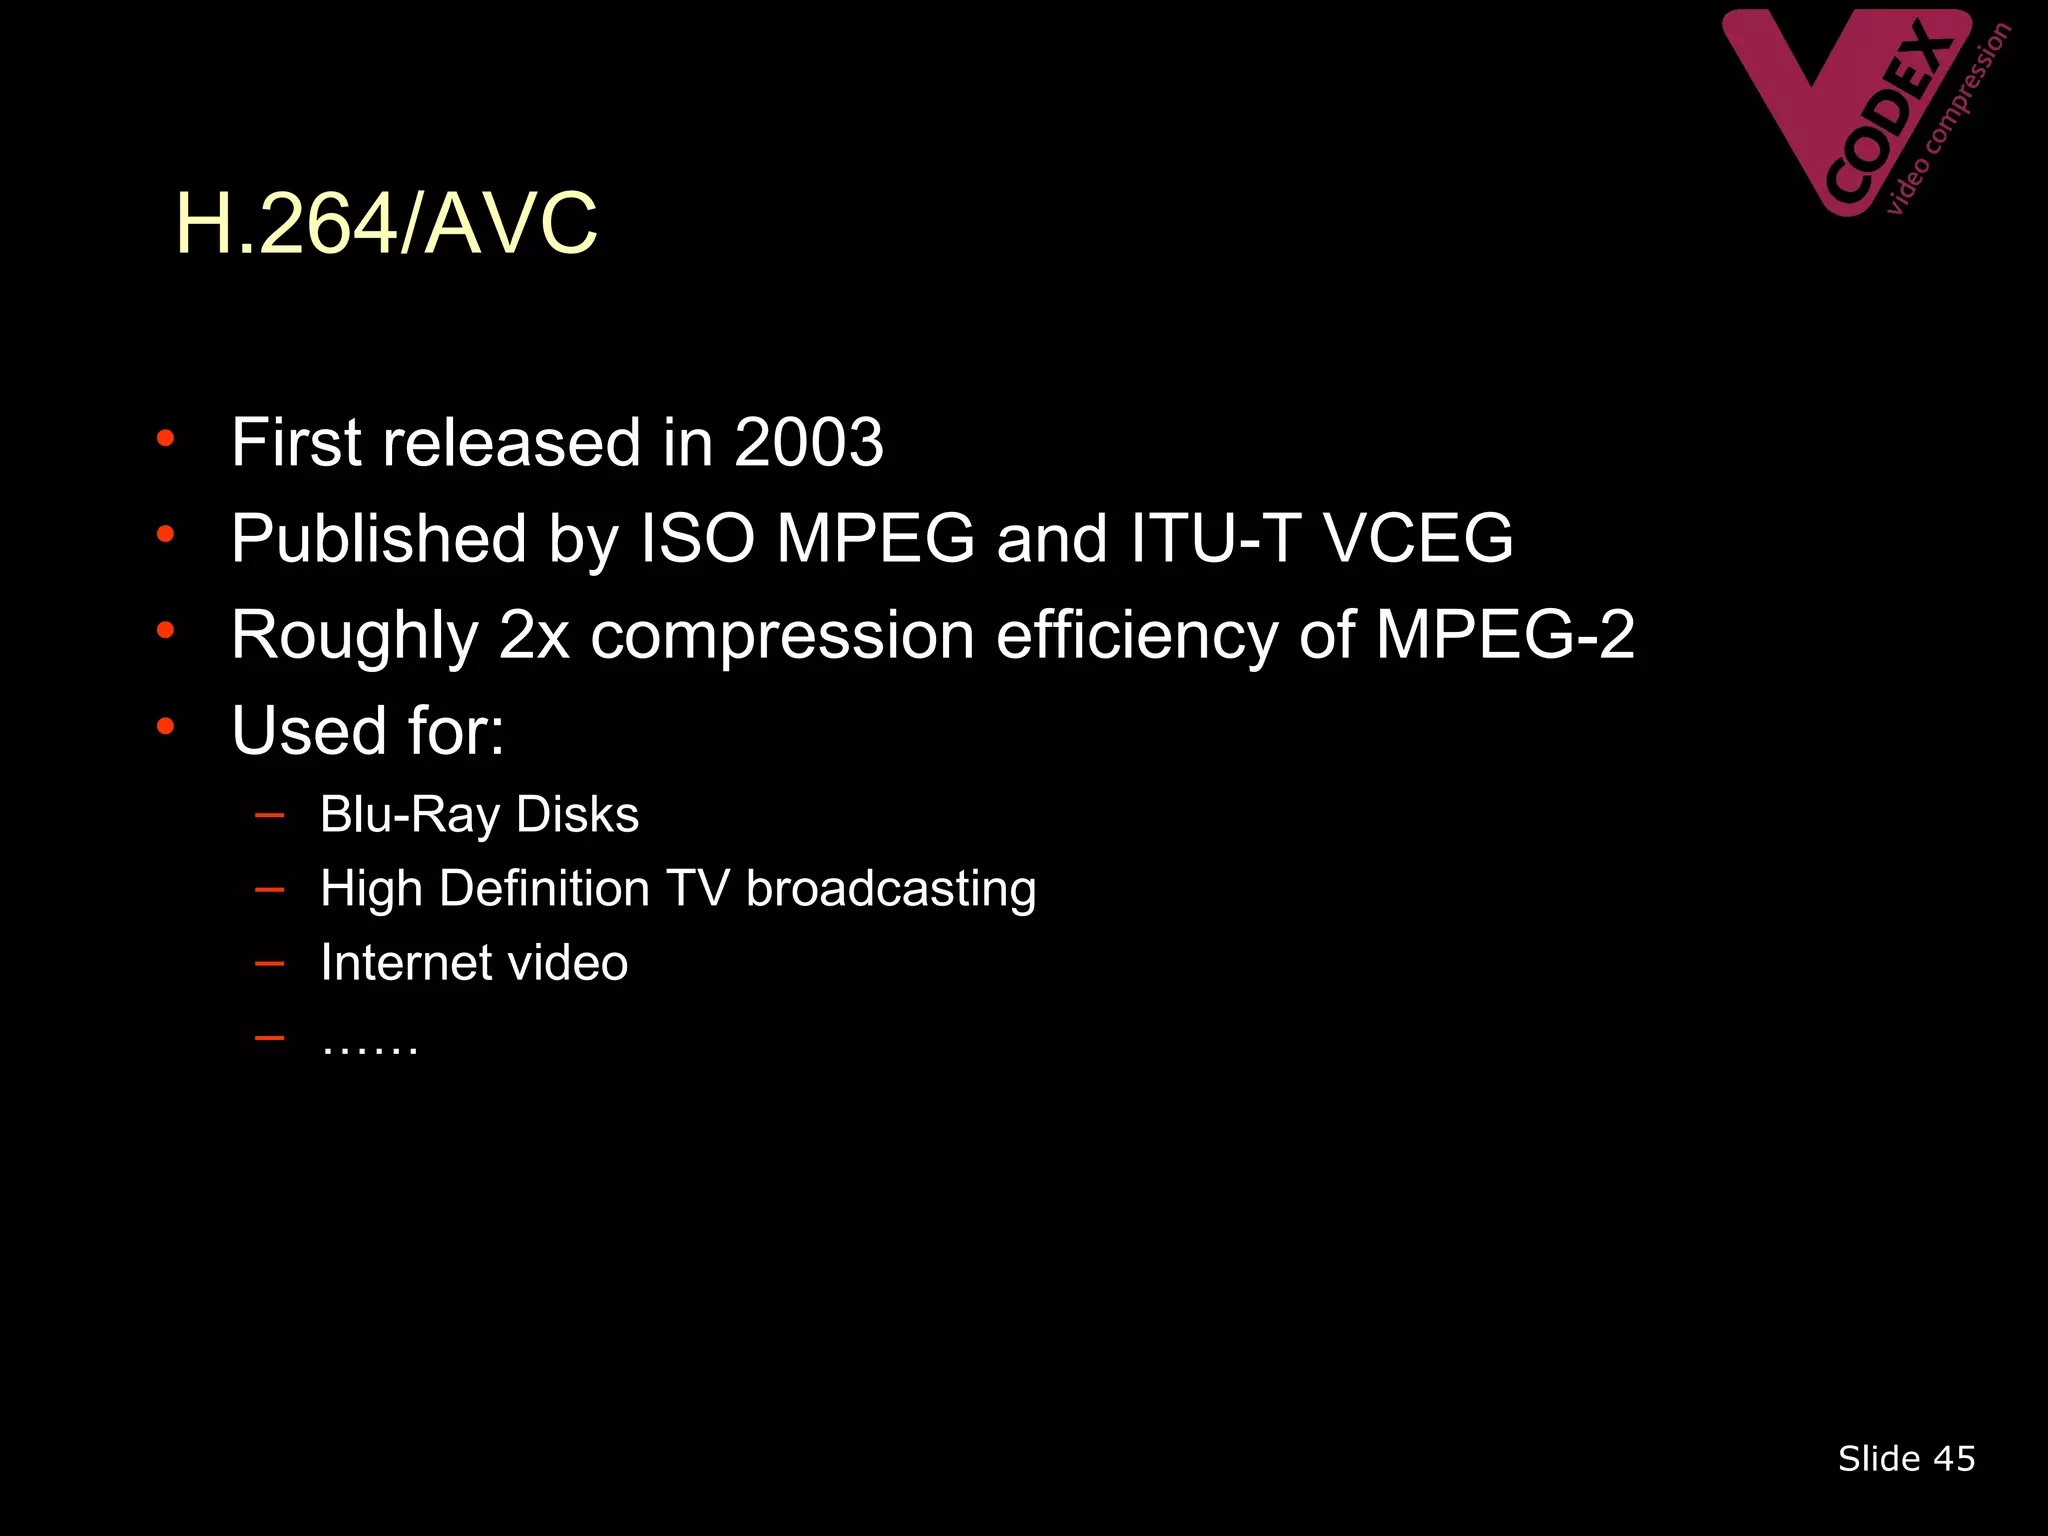 VCODEX
video compression
H.264/AVC
• First released in 2003
• Published by ISO MPEG and ITU-T VCEG
• Roughly 2x compression efficiency of MPEG-2
• Used for:
– Blu-Ray Disks
– High Definition TV broadcasting
– Internet video
– ……
Slide 45